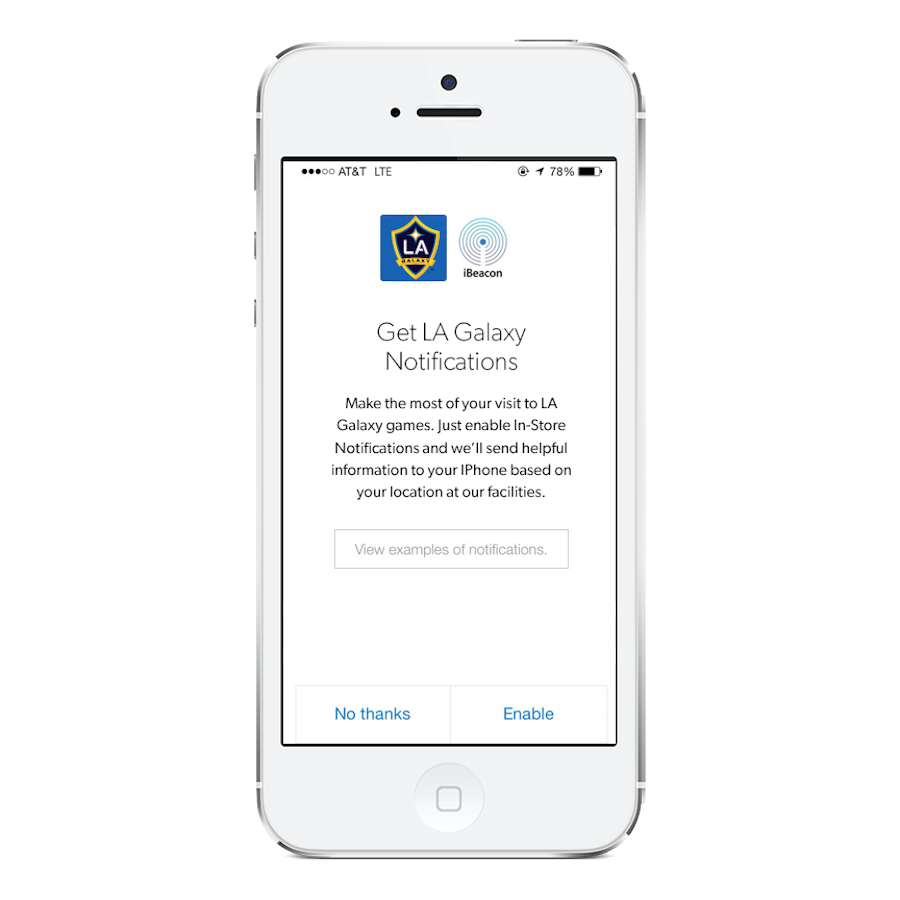 AT&T LTE 78%
LA
GALAXY
iBeacon
Get LA Galaxy
Notifications
Make the most of your visit to LA
Galaxy games. Just enable In-Store
Notifications and we'll send helpful
information to your IPhone based on
your location at our facilities.
View examples of notifications.
No thanks Enable